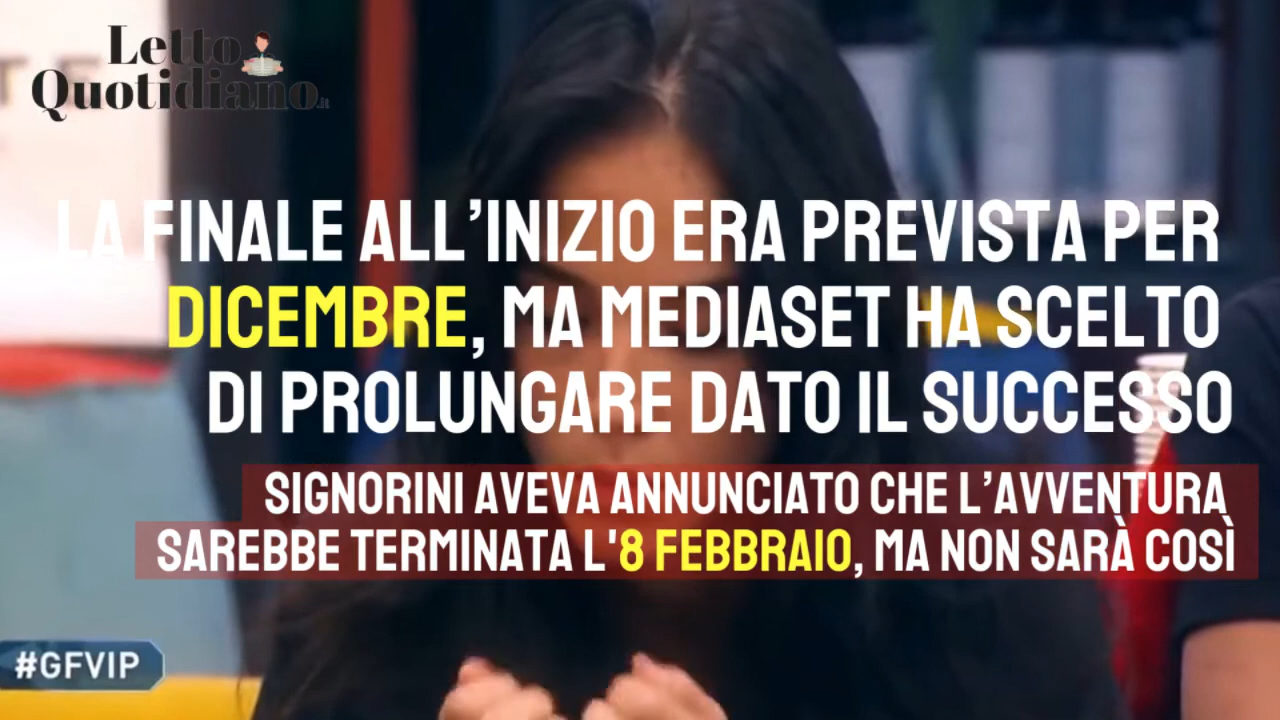 Letto
Quotidiano.it
LA FINALE ALL’INIZIO ERA PREVISTA PER
DICEMBRE, MA MEDIASET HA SCELTO
DI PROLUNGARE DATO IL SUCCESSO
SIGNORINI AVEVA ANNUNCIATO CHE L’AVVENTURA
SAREBBE TERMINATA L'8 FEBBRAIO, MA NON SARÀ COSÌ
#GFVIP